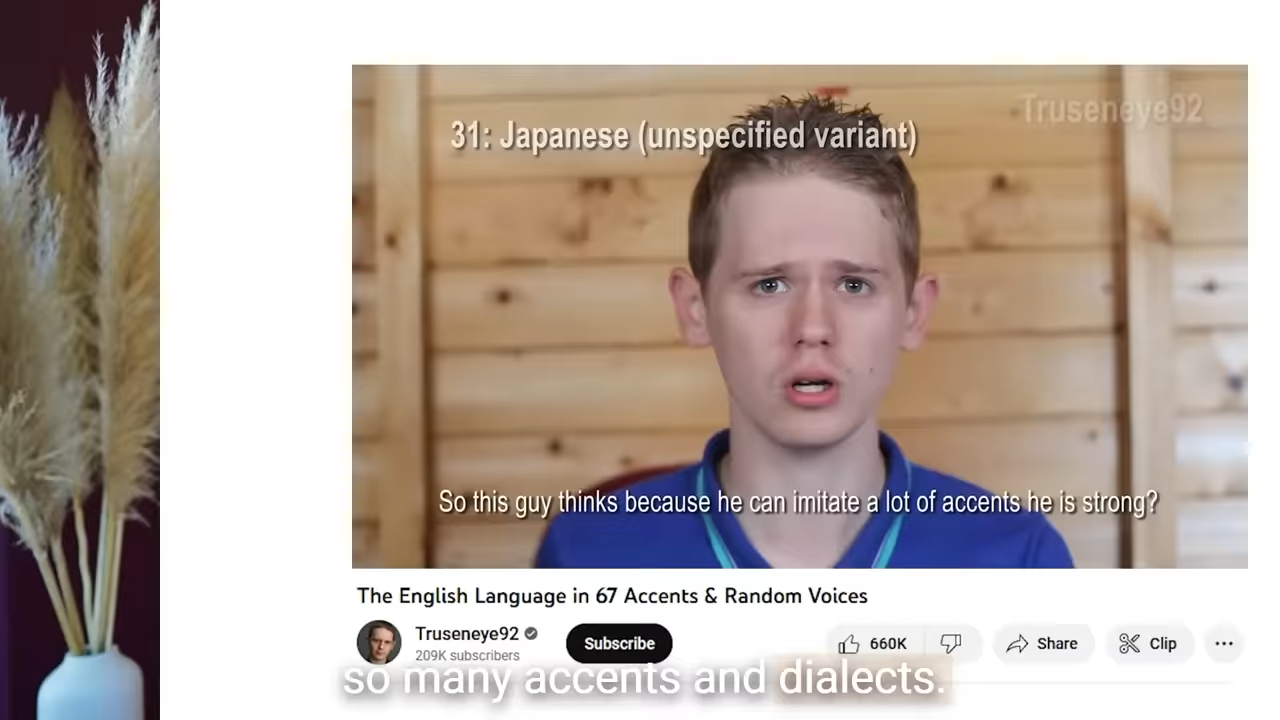 Truseneye92
31: Japanese (unspecified variant)
So this guy thinks because he can imitate a lot of accents he is strong?
The English Language in 67 Accents & Random Voices
Truseneye92
209K subscribers
Subscribe
660K
Share
Clip
so many accents and dialects.